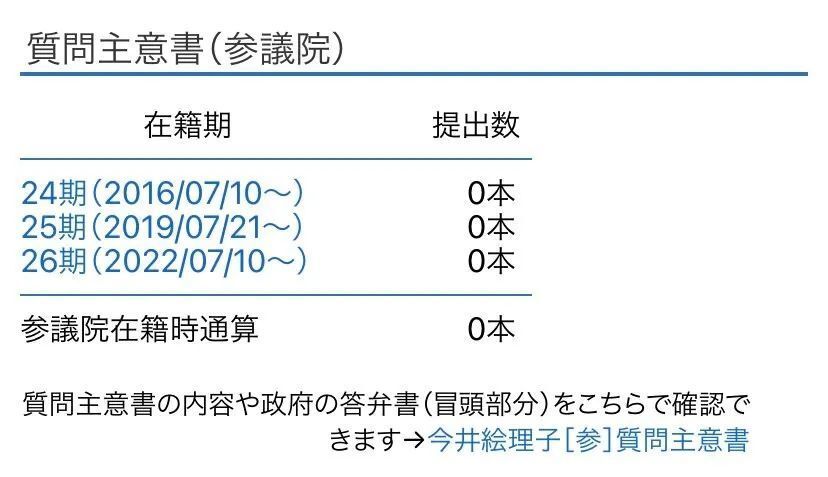 質問主意書（参議院）
在籍期 提出数
24期（2016/07/10〜） 0本
25期（2019/07/21〜） 0本
26期（2022/07/10〜） 0本
参議院在籍時通算 0本
質問主意書の内容や政府の答弁書（冒頭部分）をこちらで確認で
きます→今井絵理子[参]質問主意書